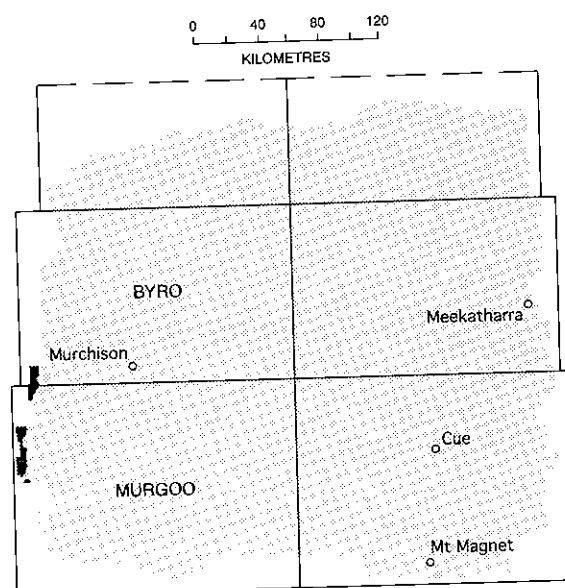 0 40 80 120
KILOMETRES
BYRO
Meekatharra
Murchison
Cue
MURGOO
Mt Magnet